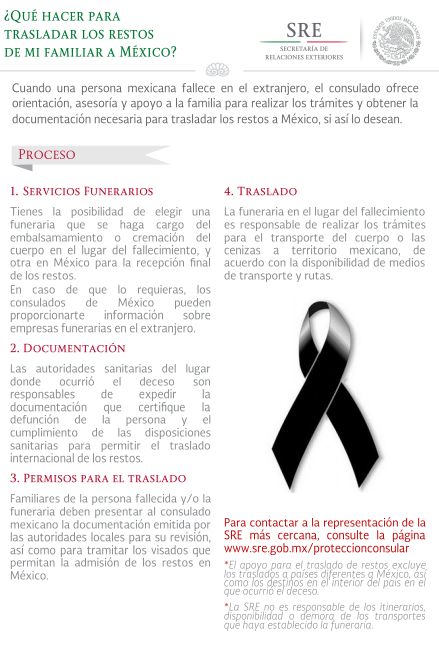 ¿Qué hacer para
trasladar los restos
de mi familiar a México?
SRE
SECRETARÍA DE
RELACIONES EXTERIORES
ESTADOS UNIDOS MEXICANOS
Cuando una persona mexicana fallece en el extranjero, el consulado ofrece
orientación, asesoría y apoyo a la familia para realizar los trámites y obtener la
documentación necesaria para trasladar los restos a México, si así lo desean.
Proceso
1. Servicios Funerarios
Tienes la posibilidad de elegir una
funeraria que se haga cargo del
embalsamamiento o cremación del
cuerpo en el lugar del fallecimiento, y
otra en México para la recepción final
de los restos.
En caso de que lo requieras, los
consulados de México pueden
proporcionarte información sobre
empresas funerarias en el extranjero.
2. Documentación
Las autoridades sanitarias del lugar
donde ocurrió el deceso son
responsables de expedir la
documentación que certifique la
defunción de la persona y el
cumplimiento de las disposiciones
sanitarias para permitir el traslado
internacional de los restos.
3. Permisos para el traslado
Familiares de la persona fallecida y/o la
funeraria deben presentar al consulado
mexicano la documentación emitida por
las autoridades locales para su revisión,
así como para tramitar los visados que
permitan la admisión de los restos en
México.
4. Traslado
La funeraria en el lugar del fallecimiento
es responsable de realizar los trámites
para el transporte del cuerpo o las
cenizas a territorio mexicano, de
acuerdo con la disponibilidad de medios
de transporte y rutas.
Para contactar a la representación de la
SRE más cercana, consulte la página
www.sre.gob.mx/proteccionconsular
*El apoyo para el traslado de restos excluye
los traslados a países diferentes a México, así
como los destinos en el interior del país en el
que ocurrió el deceso.
*La SRE no es responsable de los itinerarios,
disponibilidad o demora de los transportes
que haya establecido la funeraria.